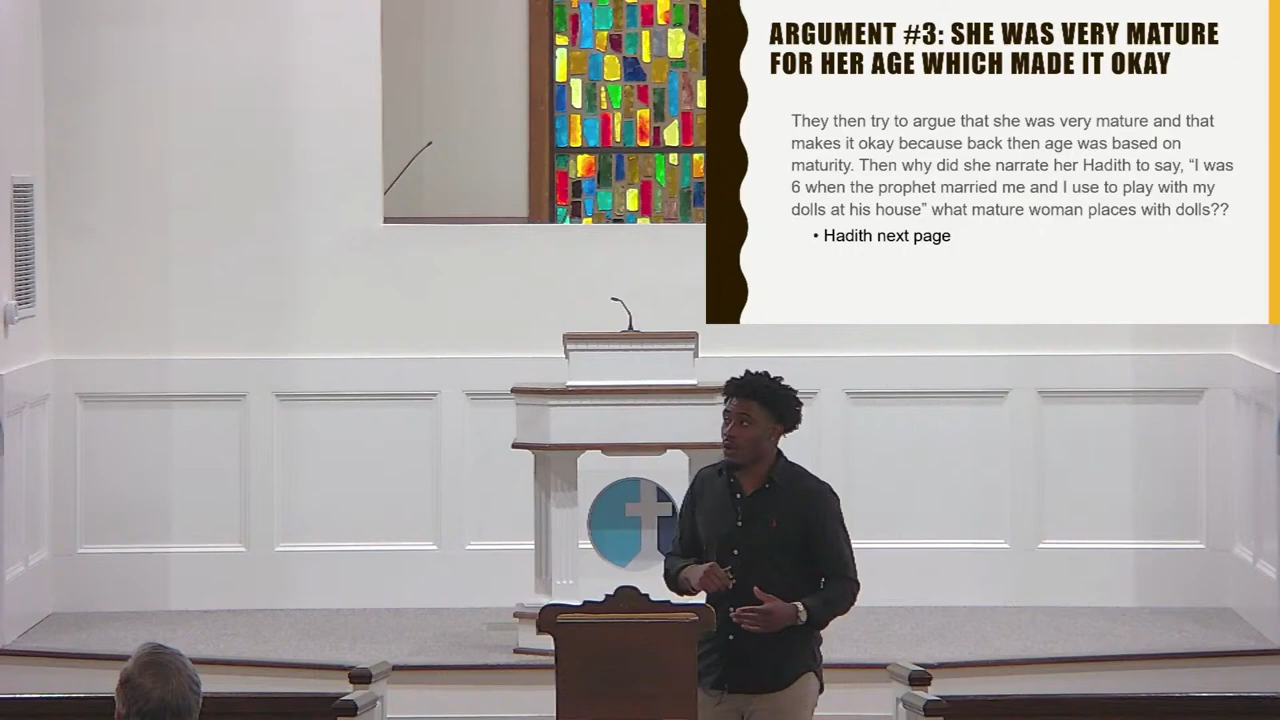 ARGUMENT #3: SHE WAS VERY MATURE
FOR HER AGE WHICH MADE IT OKAY
They then try to argue that she was very mature and that
makes it okay because back then age was based on
maturity. Then why did she narrate her Hadith to say, “I was
6 when the prophet married me and I use to play with my
dolls at his house” what mature woman places with dolls??
• Hadith next page